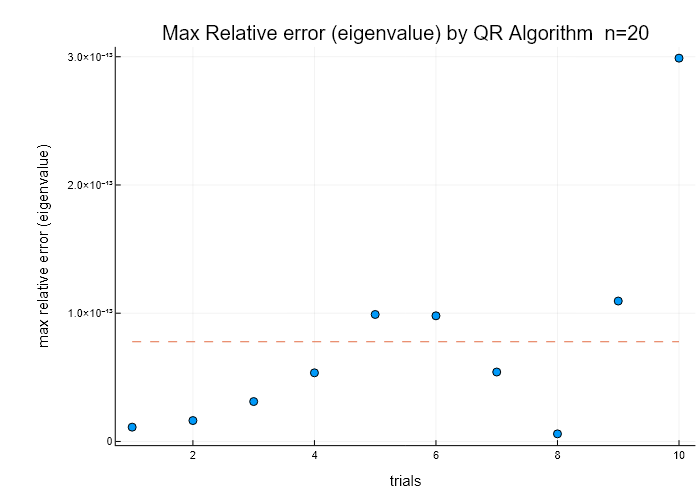 Max Relative error (eigenvalue) by QR Algorithm  n=20
max relative error (eigenvalue)
3.0×10⁻¹³
2.0×10⁻¹³
1.0×10⁻¹³
0
2 4 6 8 10
trials